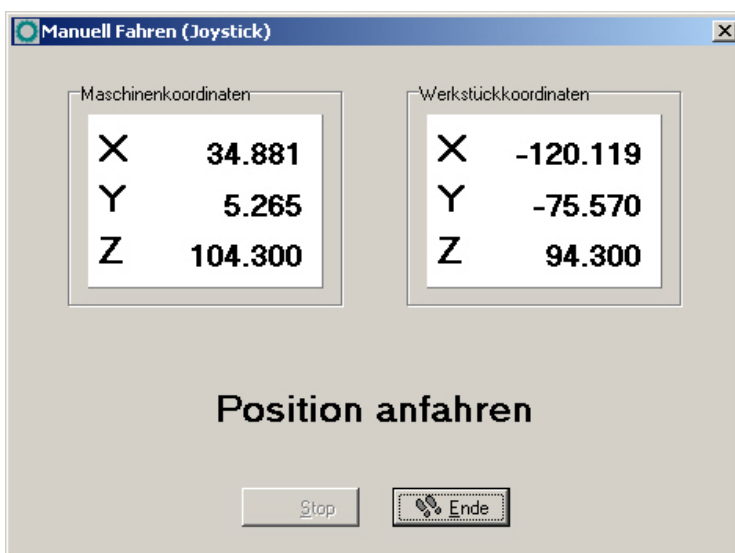 Manuell Fahren (Joystick)
Maschinenkoordinaten
X 34.881
Y 5.265
Z 104.300
Werkstückkoordinaten
X -120.119
Y -75.570
Z 94.300
Position anfahren
Stop
Ende